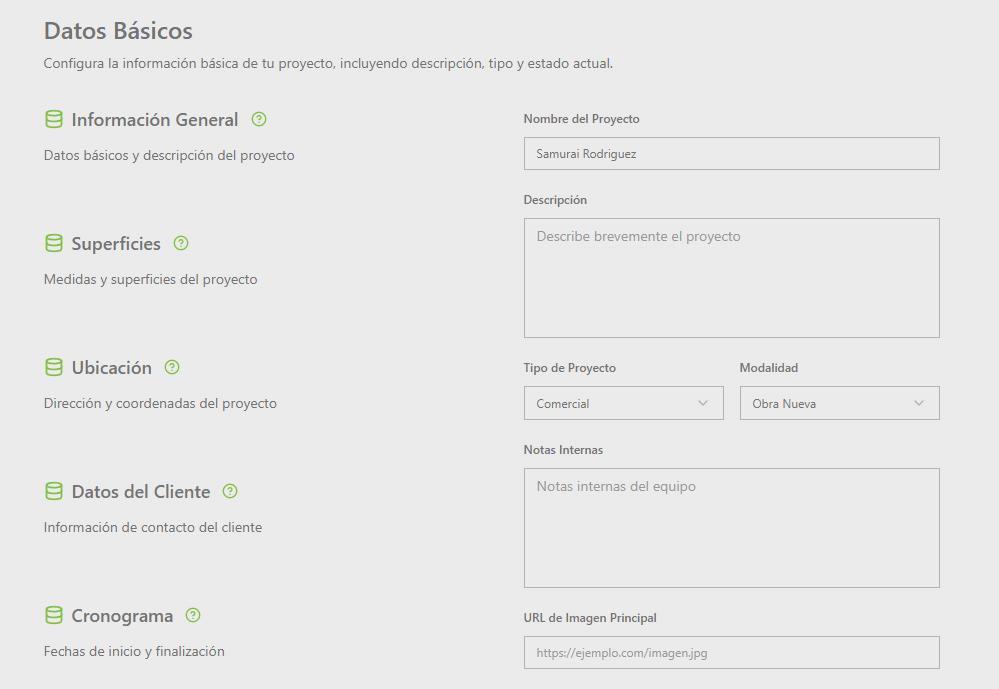 Datos Básicos
Configura la información básica de tu proyecto, incluyendo descripción, tipo y estado actual.
Información General
Datos básicos y descripción del proyecto
Superficies
Medidas y superficies del proyecto
Ubicación
Dirección y coordenadas del proyecto
Datos del Cliente
Información de contacto del cliente
Cronograma
Fechas de inicio y finalización
Nombre del Proyecto
Samurai Rodriguez
Descripción
Describe brevemente el proyecto
Tipo de Proyecto
Comercial
Modalidad
Obra Nueva
Notas Internas
Notas internas del equipo
URL de Imagen Principal
https://ejemplo.com/imagen.jpg